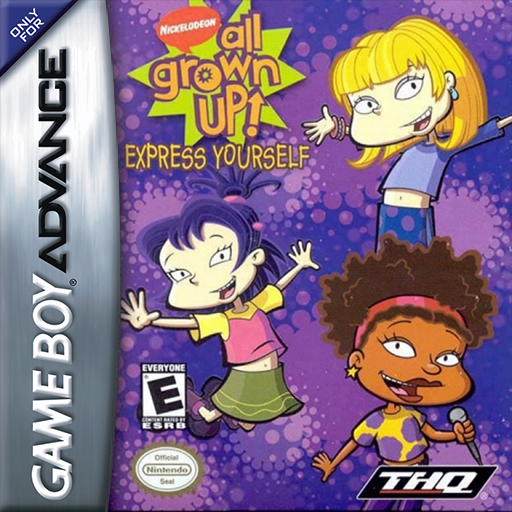 ONLY
FOR
GAME BOY ADVANCE
NICKELODEON
all
grown
UP!
EXPRESS YOURSELF
EVERYONE
E
CONTENT RATED BY
ESRB
Official
Nintendo
Seal
THQ